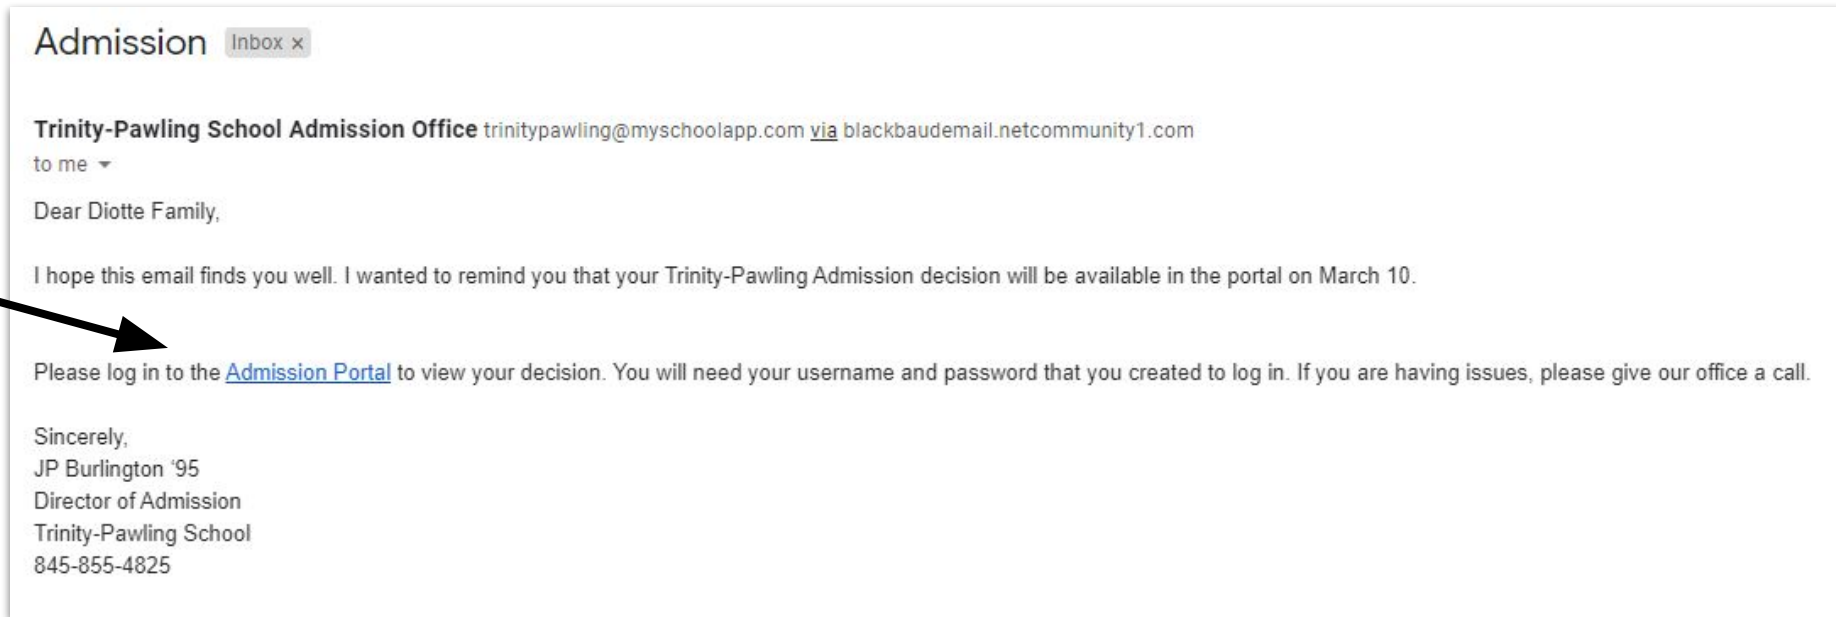 Admission Inbox x
Trinity-Pawling School Admission Office trinitypawling@myschoolapp.com via blackbaudemail.netcommunity1.com
to me
Dear Diotte Family,
I hope this email finds you well. I wanted to remind you that your Trinity-Pawling Admission decision will be available in the portal on March 10.
Please log in to the Admission Portal to view your decision. You will need your username and password that you created to log in. If you are having issues, please give our office a call.
Sincerely,
JP Burlington ‘95
Director of Admission
Trinity-Pawling School
845-855-4825